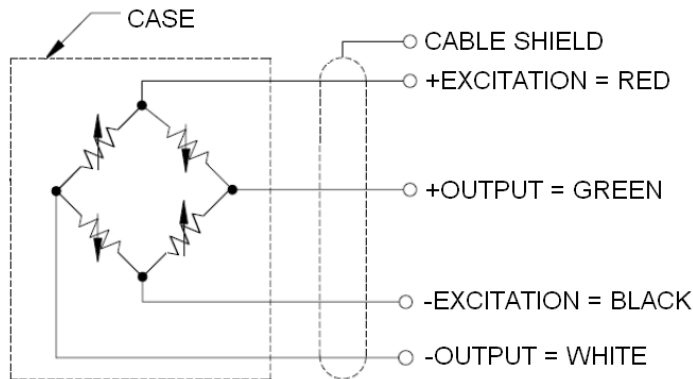 CASE
CABLE SHIELD
+EXCITATION = RED
+OUTPUT = GREEN
-EXCITATION = BLACK
-OUTPUT = WHITE